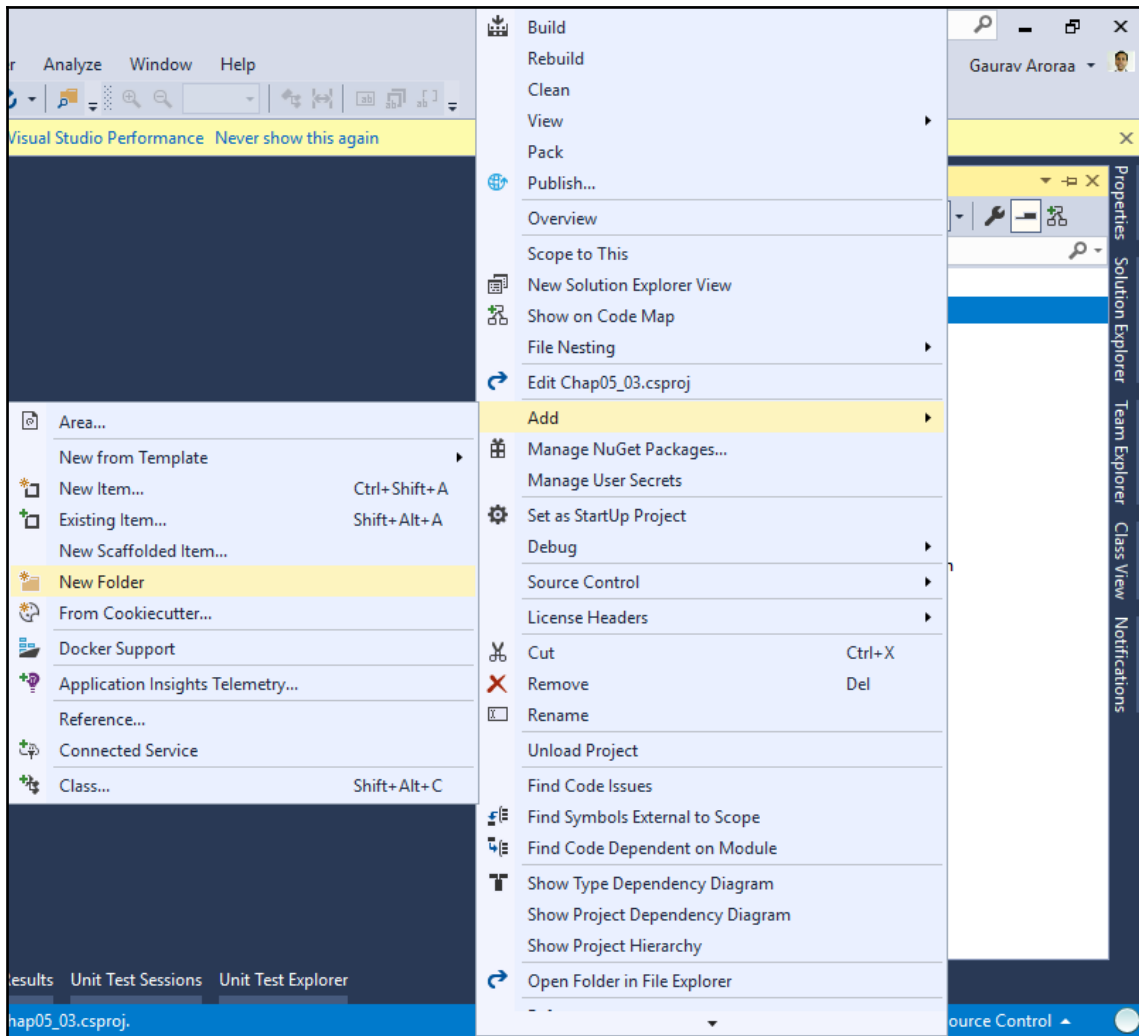 Analyze Window Help
Gaurav Aroraa
Visual Studio Performance Never show this again
Build
Rebuild
Clean
View
Pack
Publish...
Overview
Scope to This
New Solution Explorer View
Show on Code Map
File Nesting
Edit Chap05_03.csproj
Add
Manage NuGet Packages...
Manage User Secrets
Set as StartUp Project
Debug
Source Control
License Headers
Cut Ctrl+X
Remove Del
Rename
Unload Project
Find Code Issues
Find Symbols External to Scope
Find Code Dependent on Module
Show Type Dependency Diagram
Show Project Dependency Diagram
Show Project Hierarchy
Open Folder in File Explorer
Area...
New from Template
New Item... Ctrl+Shift+A
Existing Item... Shift+Alt+A
New Scaffolded Item...
New Folder
From Cookiecutter...
Docker Support
Application Insights Telemetry...
Reference...
Connected Service
Class... Shift+Alt+C
Properties
Solution Explorer
Team Explorer
Class View
Notifications
Unit Test Sessions Unit Test Explorer
hap05_03.csproj.
ource Control